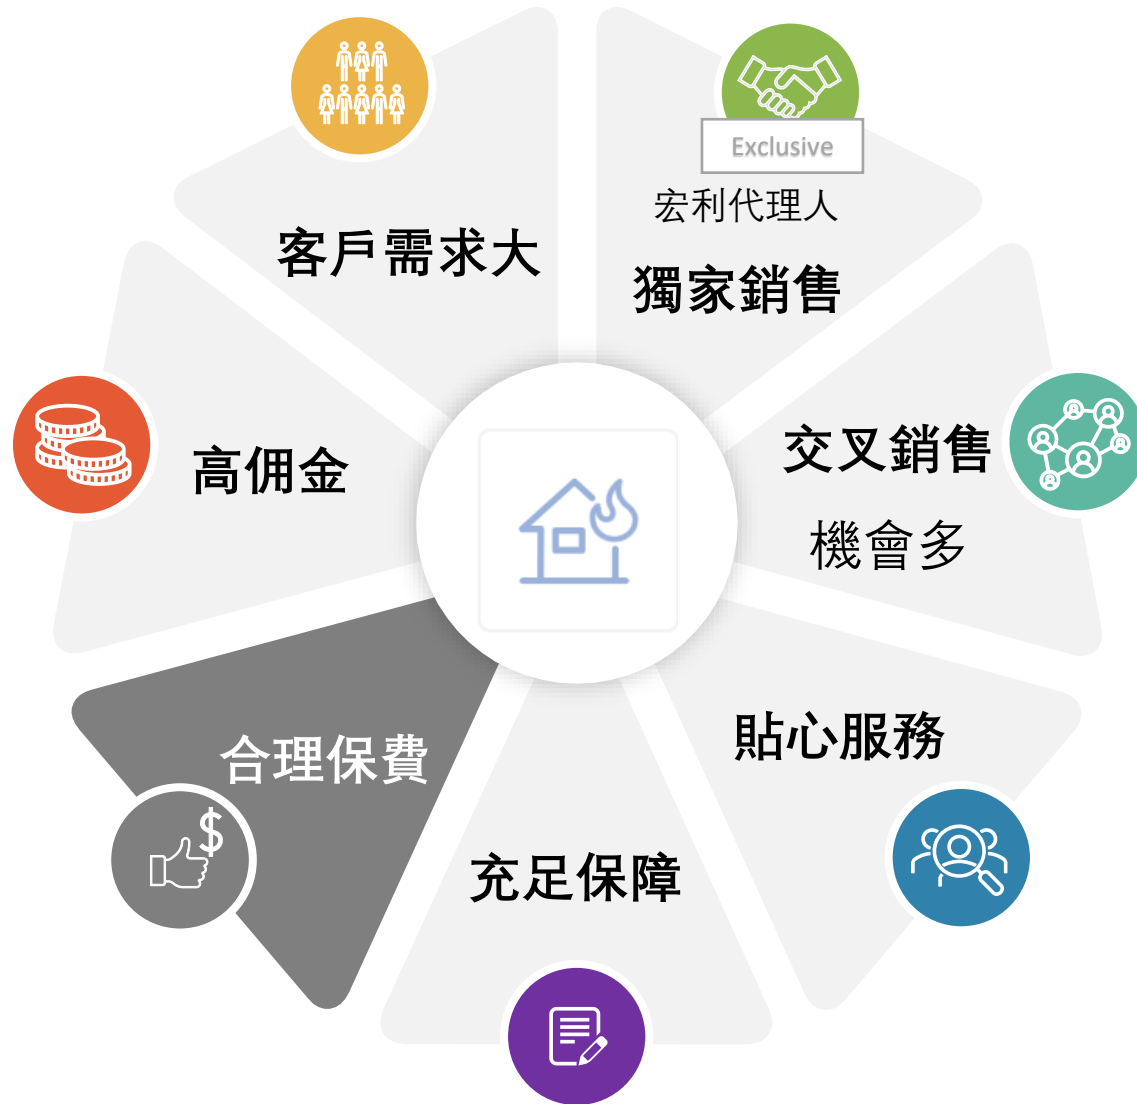 客戶需求大
Exclusive
宏利代理人
獨家銷售
交叉銷售
機會多
貼心服務
充足保障
合理保費
$
高佣金